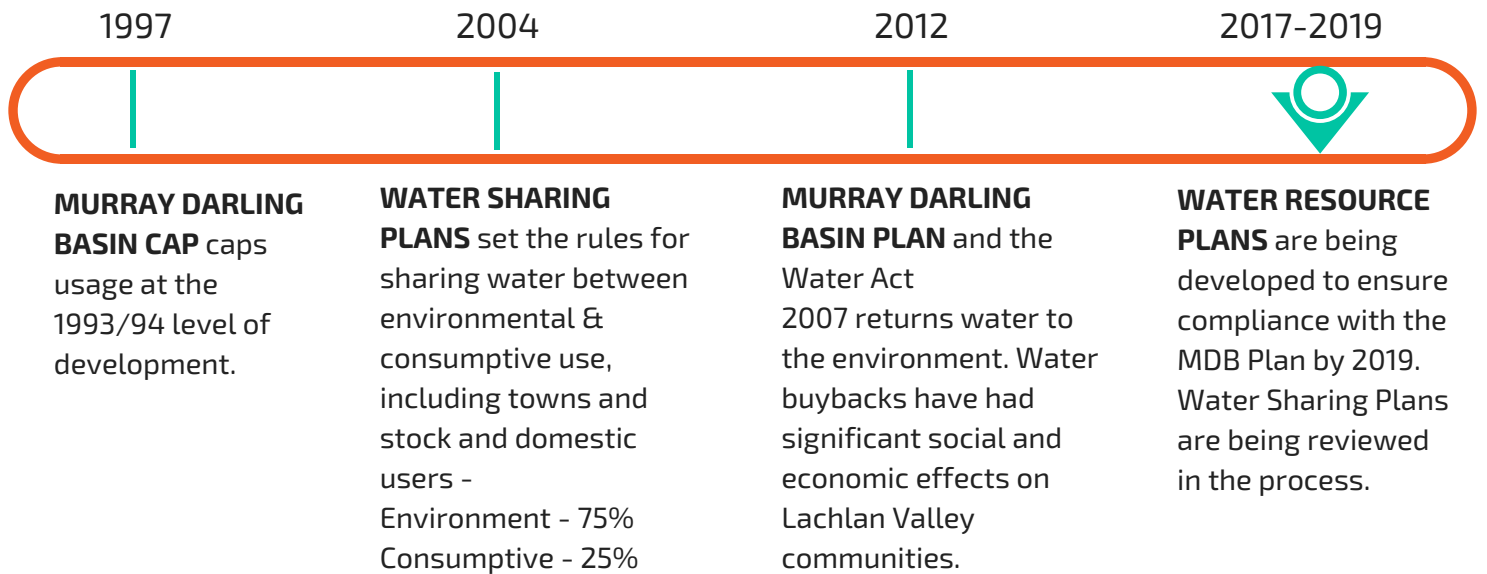 1997
2004
2012
2017-2019
MURRAY DARLING
BASIN CAP caps
usage at the
1993/94 level of
development.
WATER SHARING
PLANS set the rules for
sharing water between
environmental &
consumptive use,
including towns and
stock and domestic
users -
Environment - 75%
Consumptive - 25%
MURRAY DARLING
BASIN PLAN and the
Water Act
2007 returns water to
the environment. Water
buybacks have had
significant social and
economic effects on
Lachlan Valley
communities.
WATER RESOURCE
PLANS are being
developed to ensure
compliance with the
MDB Plan by 2019.
Water Sharing Plans
are being reviewed
in the process.